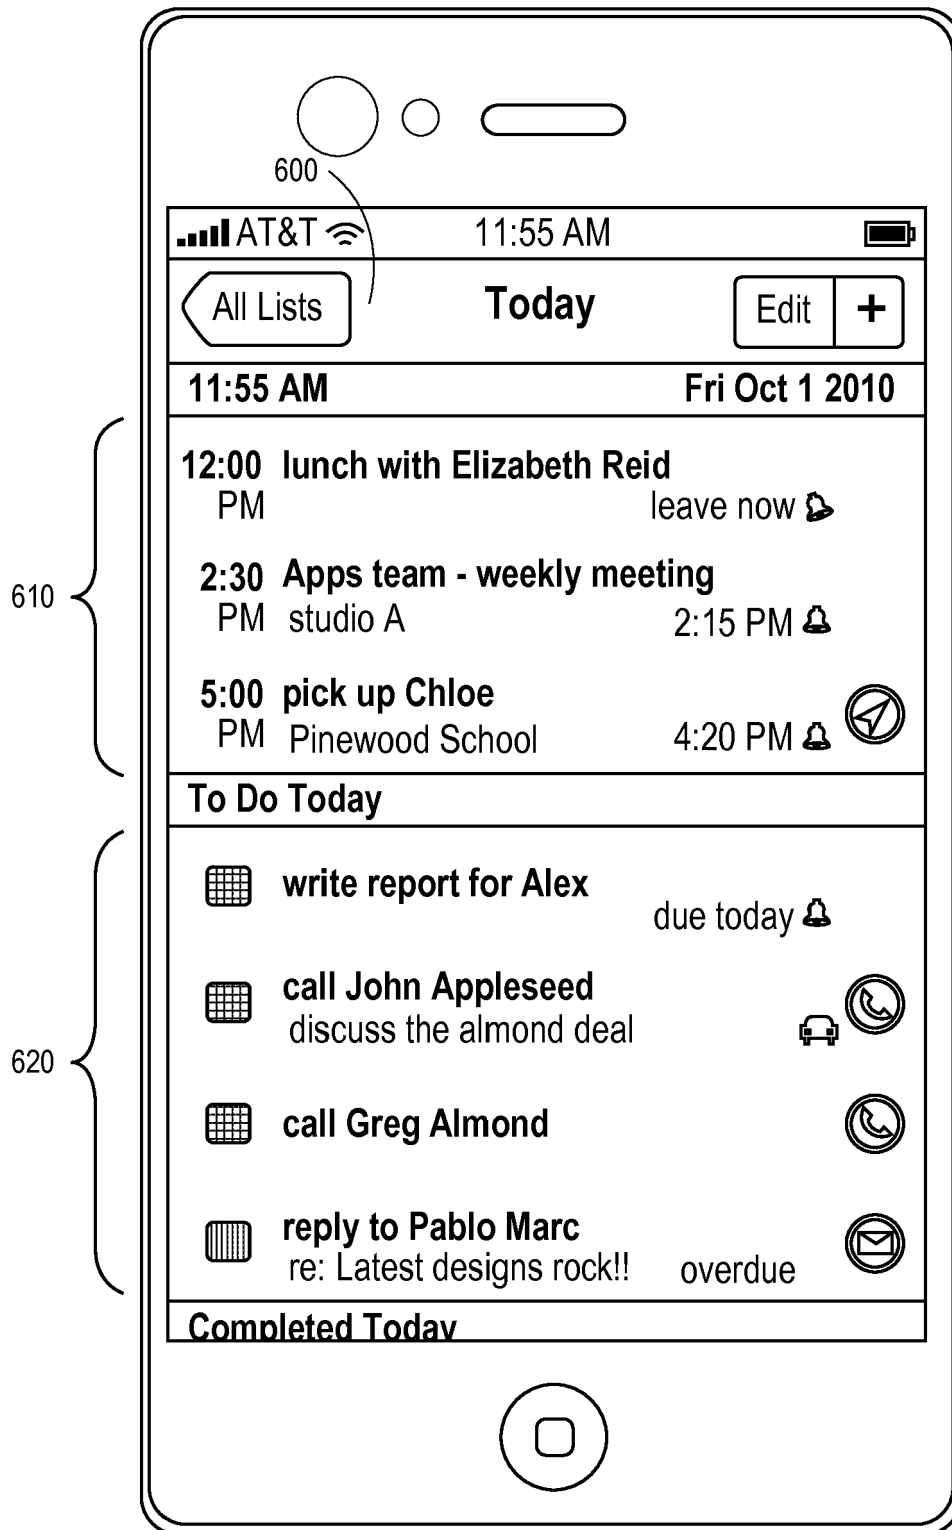 600
AT&T 11:55 AM
All Lists Today Edit +
11:55 AM Fri Oct 1 2010
610
12:00 PM lunch with Elizabeth Reid
leave now
2:30 PM Apps team - weekly meeting
studio A 2:15 PM
5:00 PM pick up Chloe
Pinewood School 4:20 PM
To Do Today
620
write report for Alex
due today
call John Appleseed
discuss the almond deal
call Greg Almond
reply to Pablo Marc
re: Latest designs rock!! overdue
Completed Today